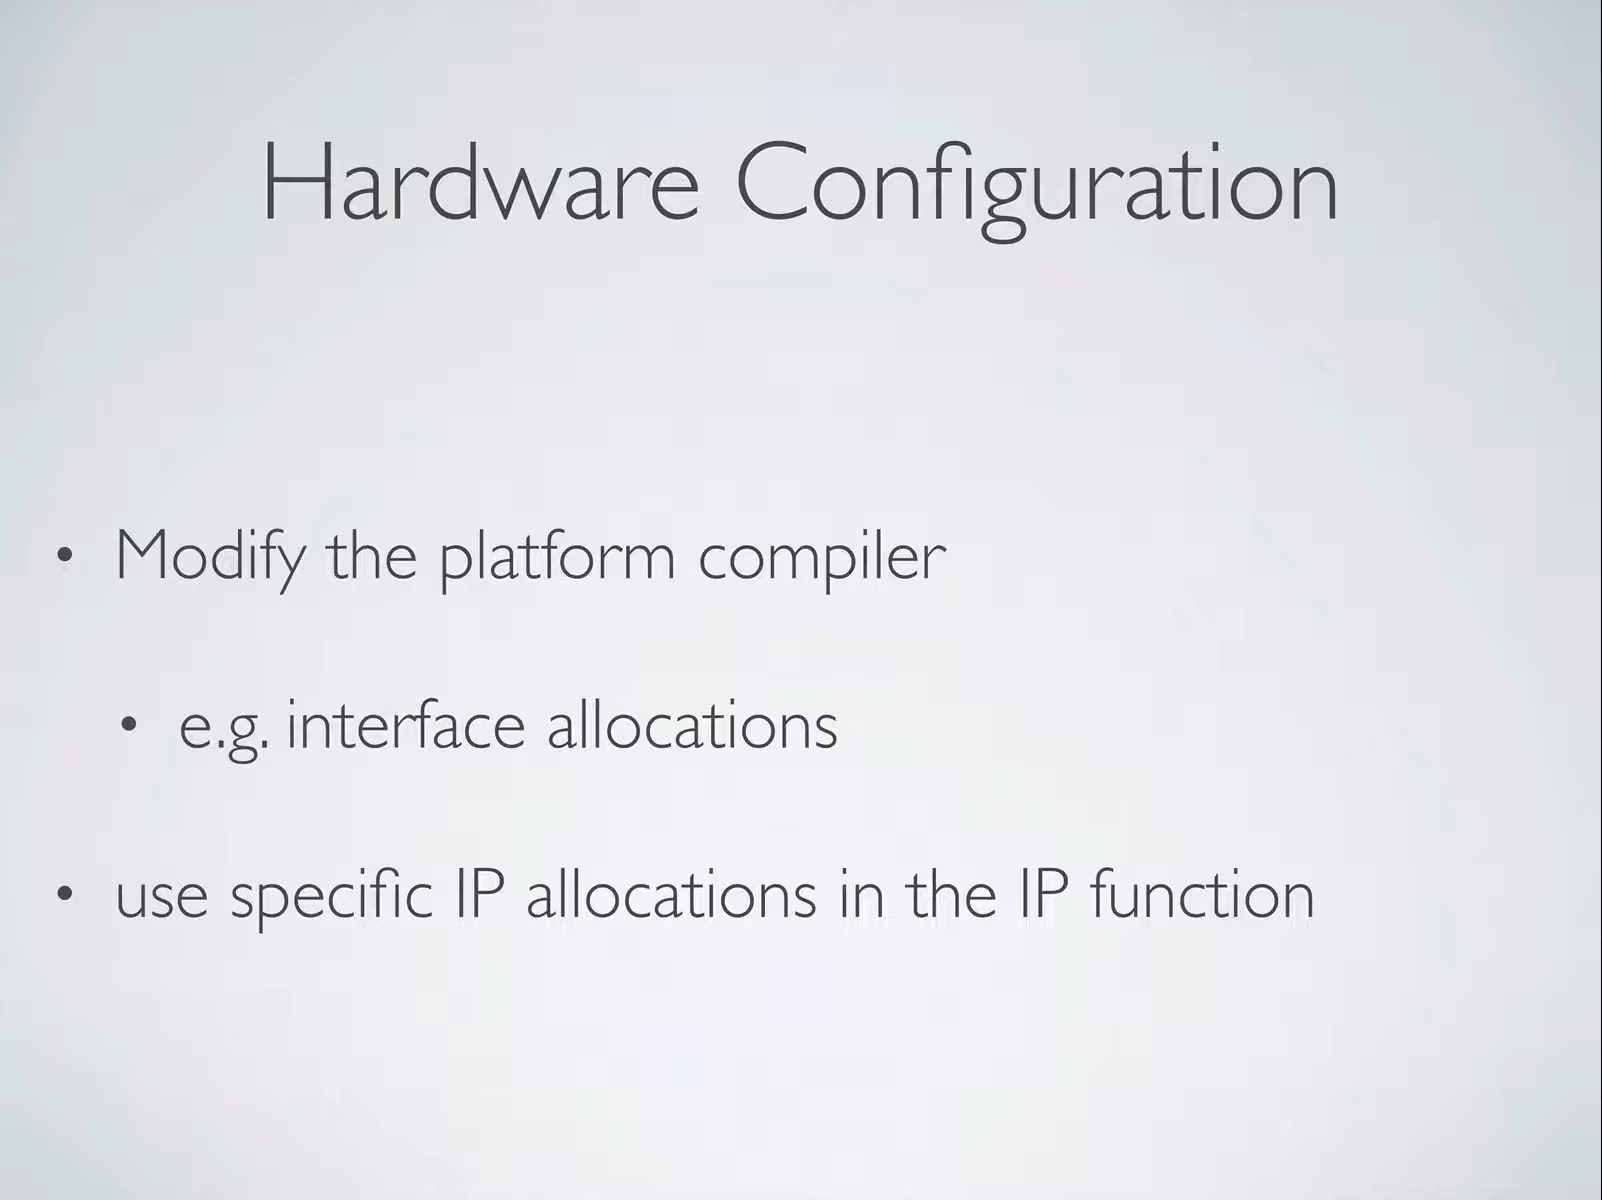 Hardware Configuration
• Modify the platform compiler
• e.g. interface allocations
• use specific IP allocations in the IP function